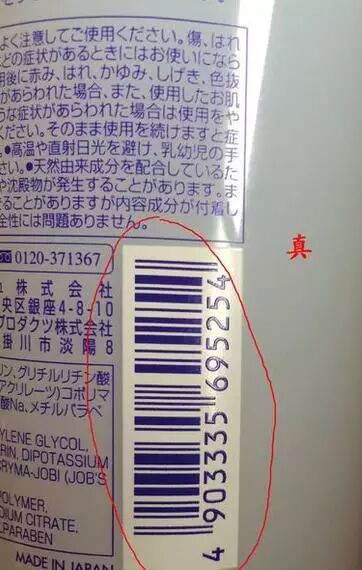 よく注意してご使用ください。傷、はれ
どの症状があるときにはお使いになら
用後に赤み、はれ、かゆみ、しげき、色抜
があらわれた場合、また、使用したお肌
うな症状があらわれた場合は使用をや
ください。そのまま使用を続けますと症
●高温や直射日光を避け、乳幼児の手
さい。●天然由来成分を配合しているた
や沈殿物が発生することがあります。ま
ることがありますが内容成分が付着し
全性には問題ありません。
真
0120-371367
株式会社
央区銀座4-8-10
プロダクツ株式会社
掛川市淡陽8
リン、グリチルリチン酸
アクリレーツ)コポリマ
酸Na、メチルパラベ
YLENE GLYCOL,
RIN, DIPOTASSIUM
CRYMA-JOBI (JOB'S
POLYMER,
DIUM CITRATE,
LPARABEN
MADE IN JAPAN
4 903335 695254